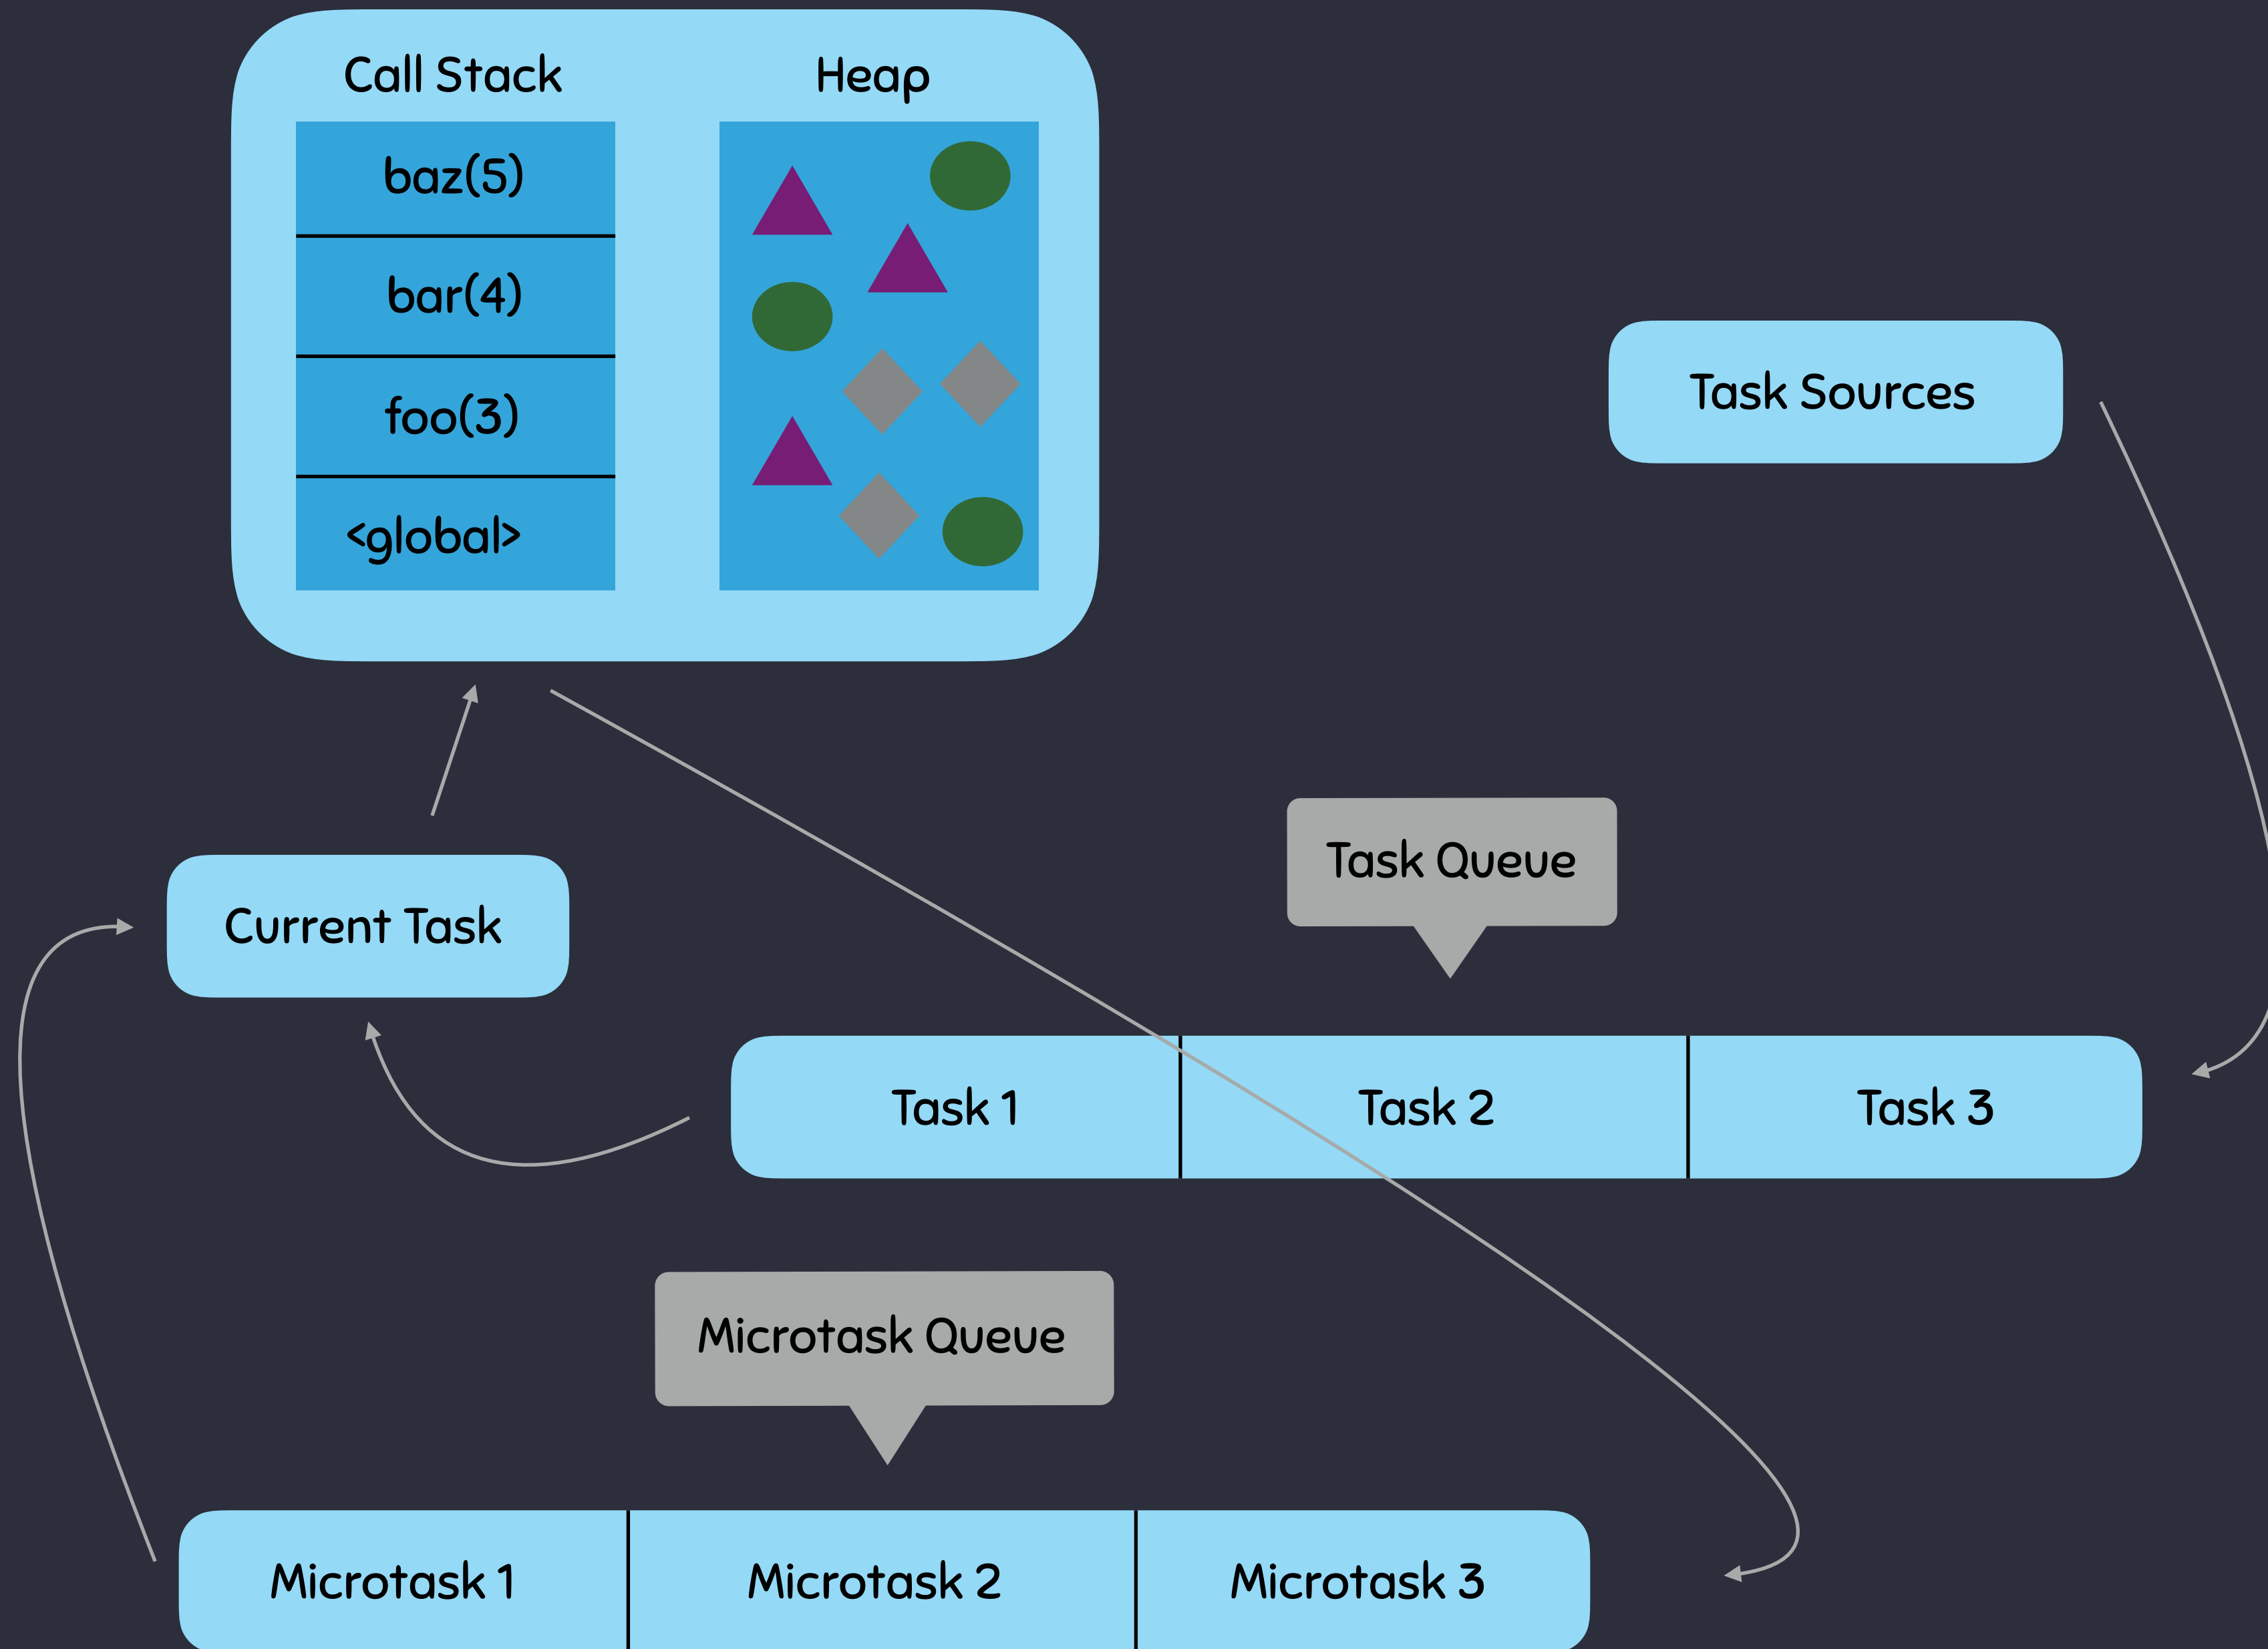 Call Stack
Heap
baz(5)
bar(4)
foo(3)
<global>
Task Sources
Task Queue
Current Task
Task 1
Task 2
Task 3
Microtask Queue
Microtask 1
Microtask 2
Microtask 3